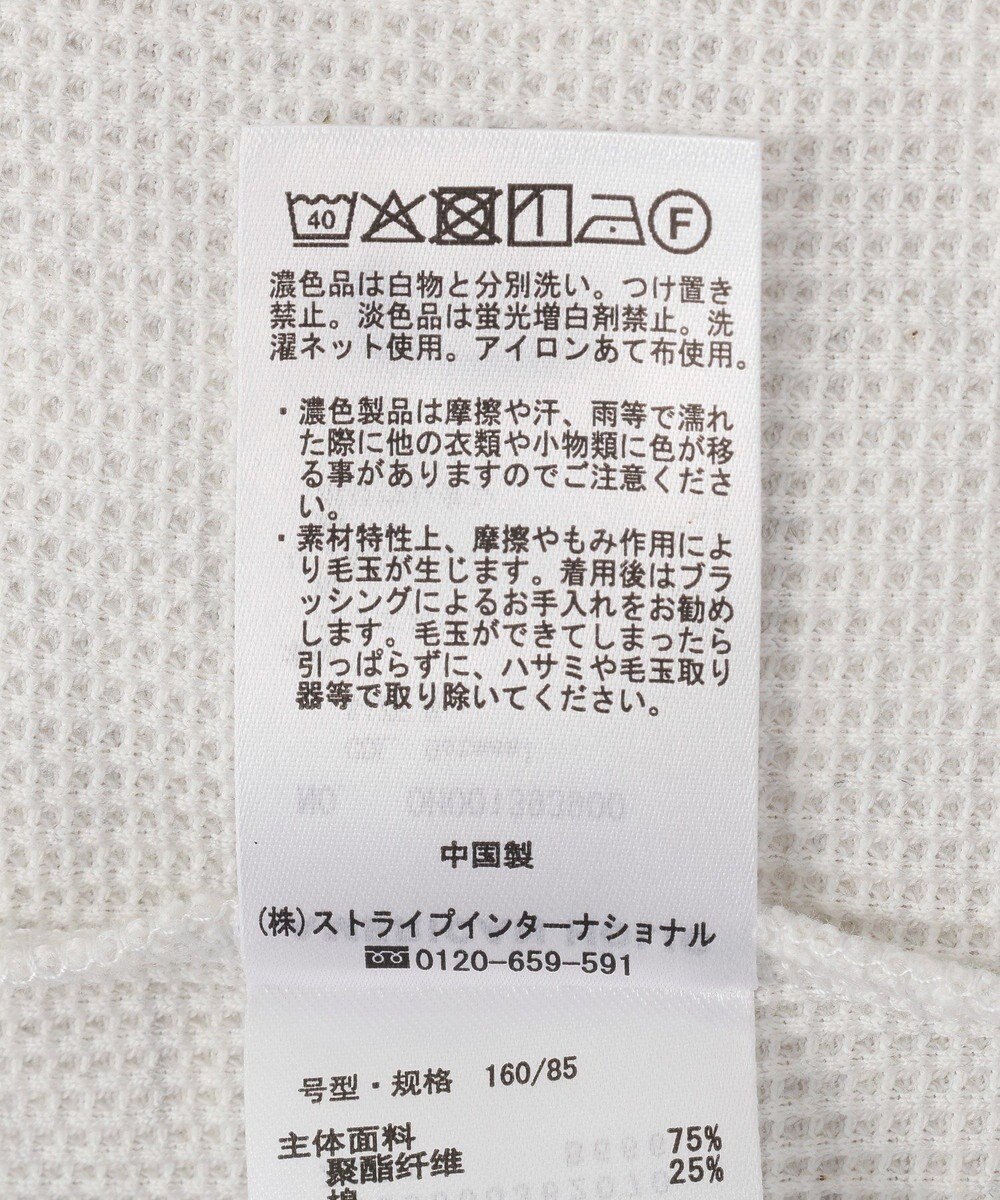 40 F
濃色品は白物と分別洗い。つけ置き
禁止。淡色品は蛍光増白剤禁止。洗
濯ネット使用。アイロンあて布使用。
・濃色製品は摩擦や汗、雨等で濡れ
た際に他の衣類や小物類に色が移
る事がありますのでご注意くださ
い。
・素材特性上、摩擦やもみ作用によ
り毛玉が生じます。着用後はブラ
ッシングによるお手入れをお勧め
します。毛玉ができてしまったら
引っぱらずに、ハサミや毛玉取り
器等で取り除いてください。
中国製
(株)ストライプインターナショナル
0120-659-591
号型・规格 160/85
主体面料 75%
聚酯纤维 25%